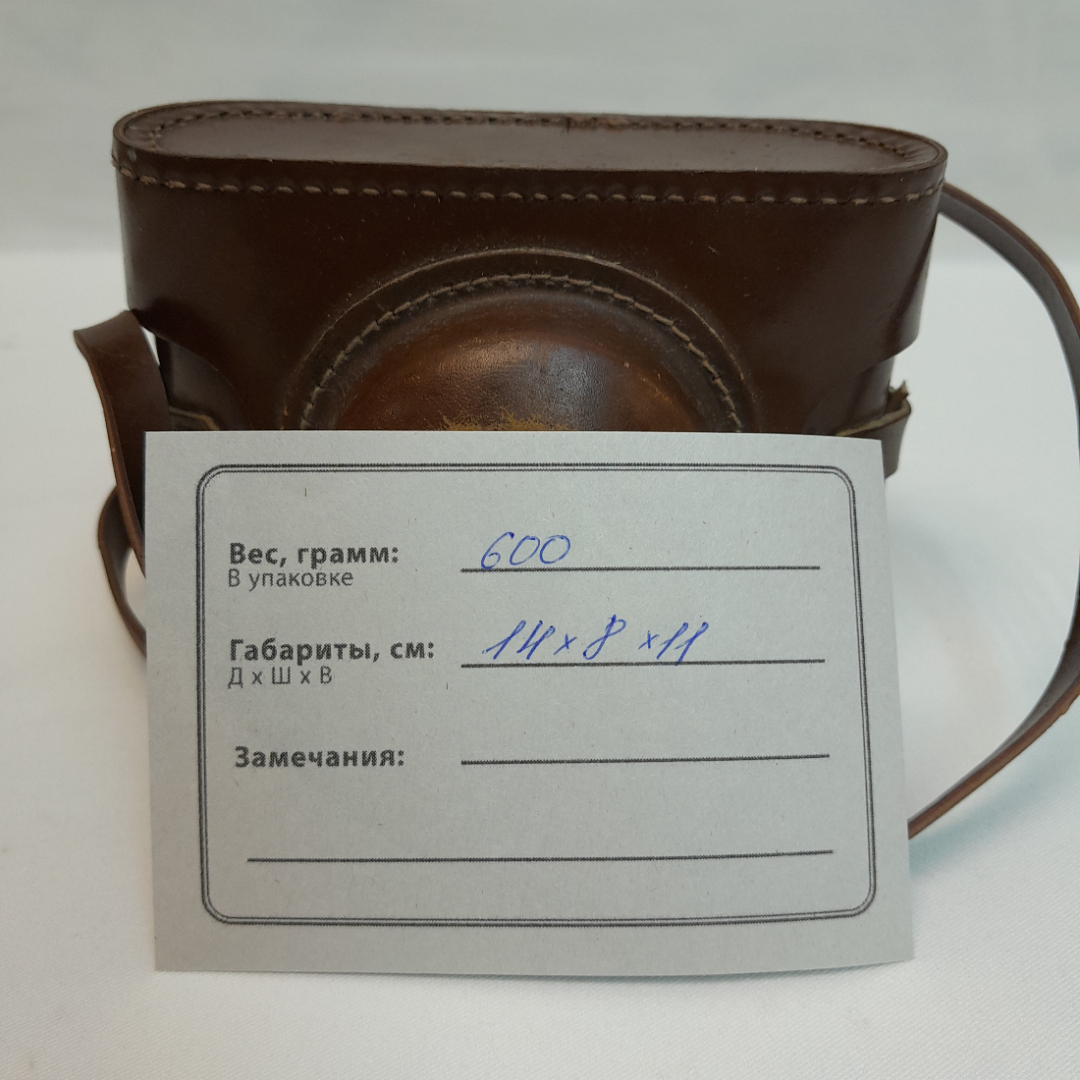 Вес, грамм: 600
В упаковке
Габариты, см: 14 x 8 x 11
Д х Ш х В
Замечания: